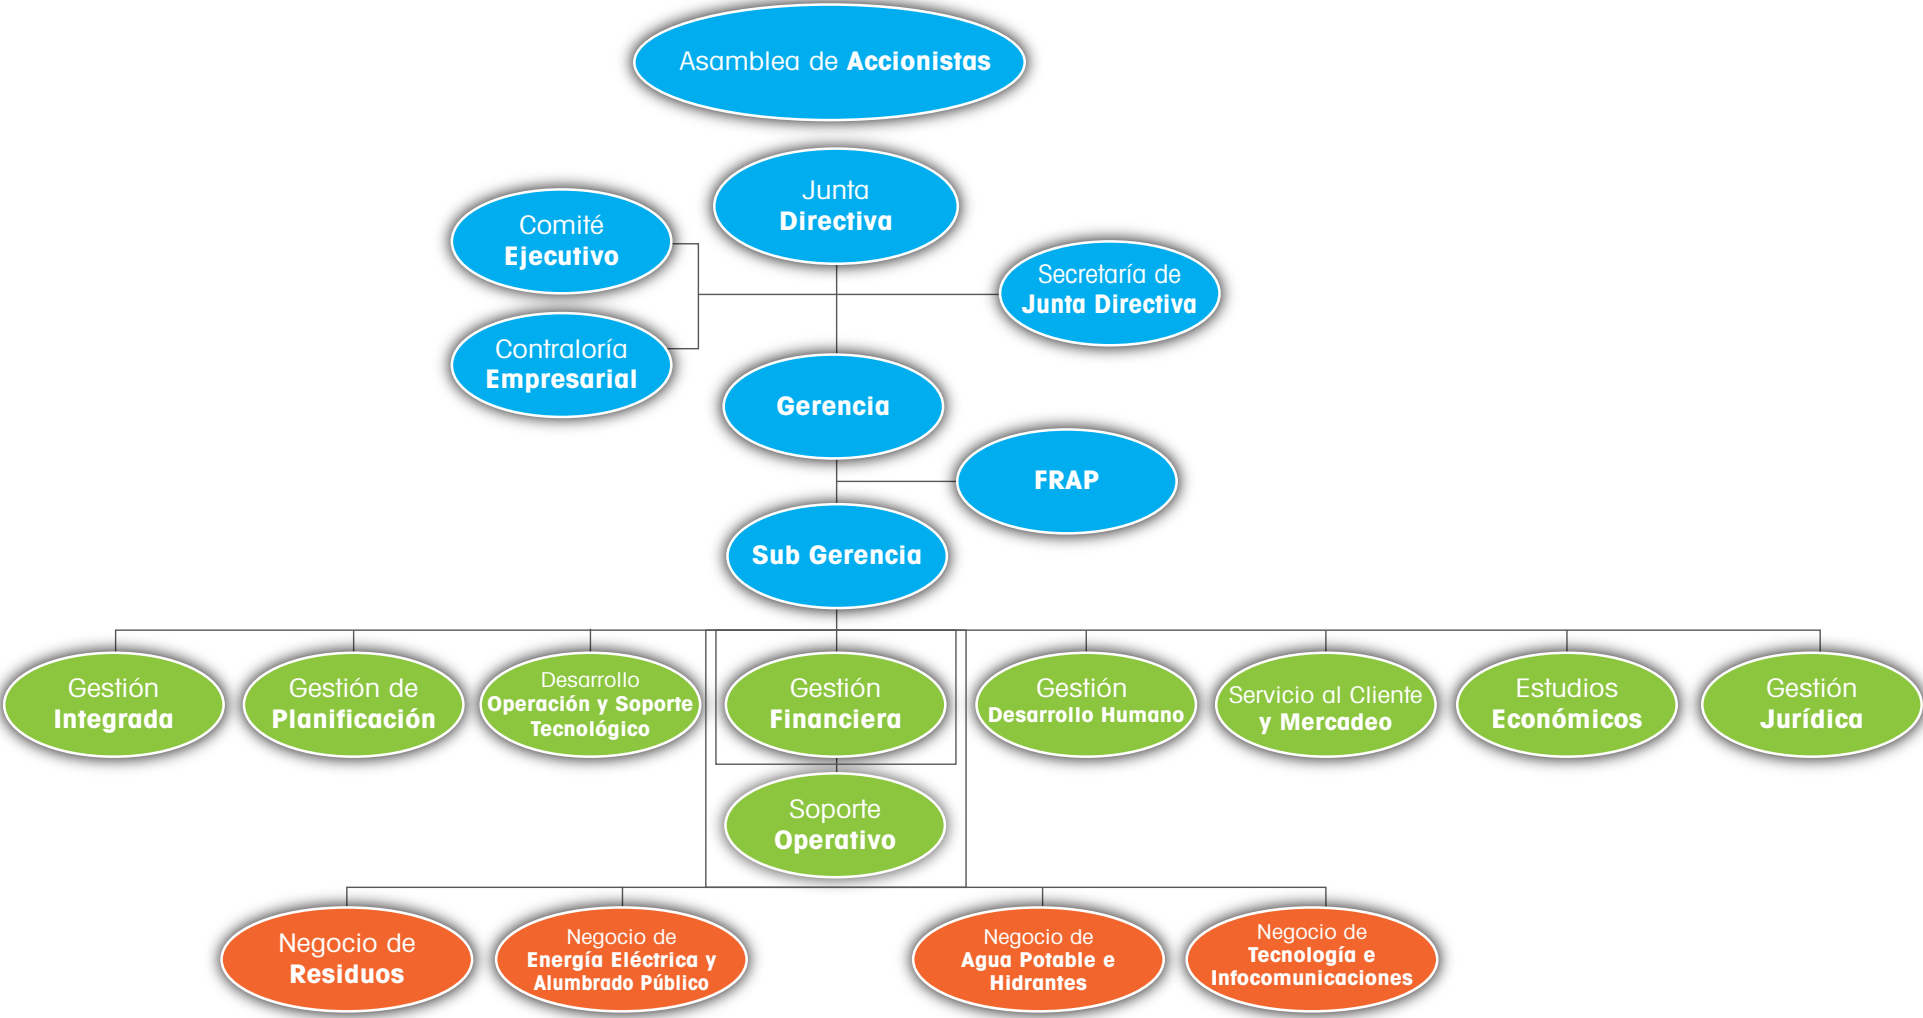 Asamblea de Accionistas
Junta
Directiva
Comité
Ejecutivo
Secretaría de
Junta Directiva
Contraloría
Empresarial
Gerencia
FRAP
Sub Gerencia
Gestión
Integrada
Gestión de
Planificación
Desarrollo
Operación y Soporte
Tecnológico
Gestión
Financiera
Gestión
Desarrollo Humano
Servicio al Cliente
y Mercadeo
Estudios
Económicos
Gestión
Jurídica
Soporte
Operativo
Negocio de
Residuos
Negocio de
Energía Eléctrica y
Alumbrado Público
Negocio de
Agua Potable e
Hidrantes
Negocio de
Tecnología e
Infocomunicaciones